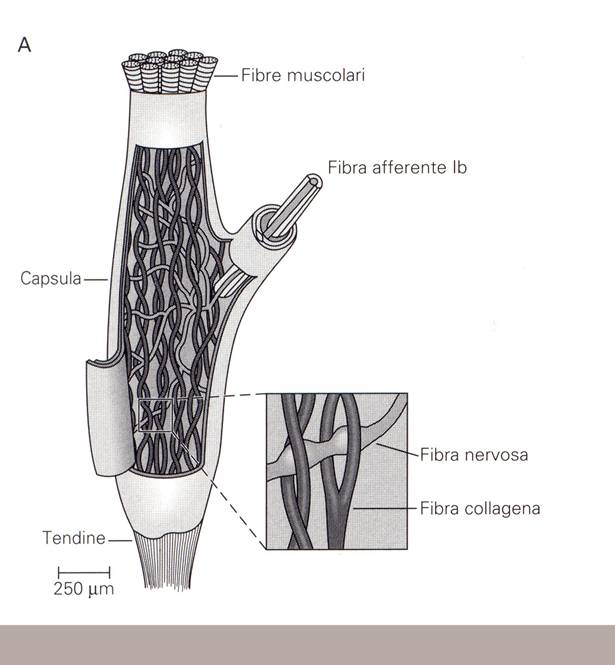 A
Fibre muscolari
Fibra afferente Ib
Capsula
Fibra nervosa
Fibra collagena
Tendine
250 μm